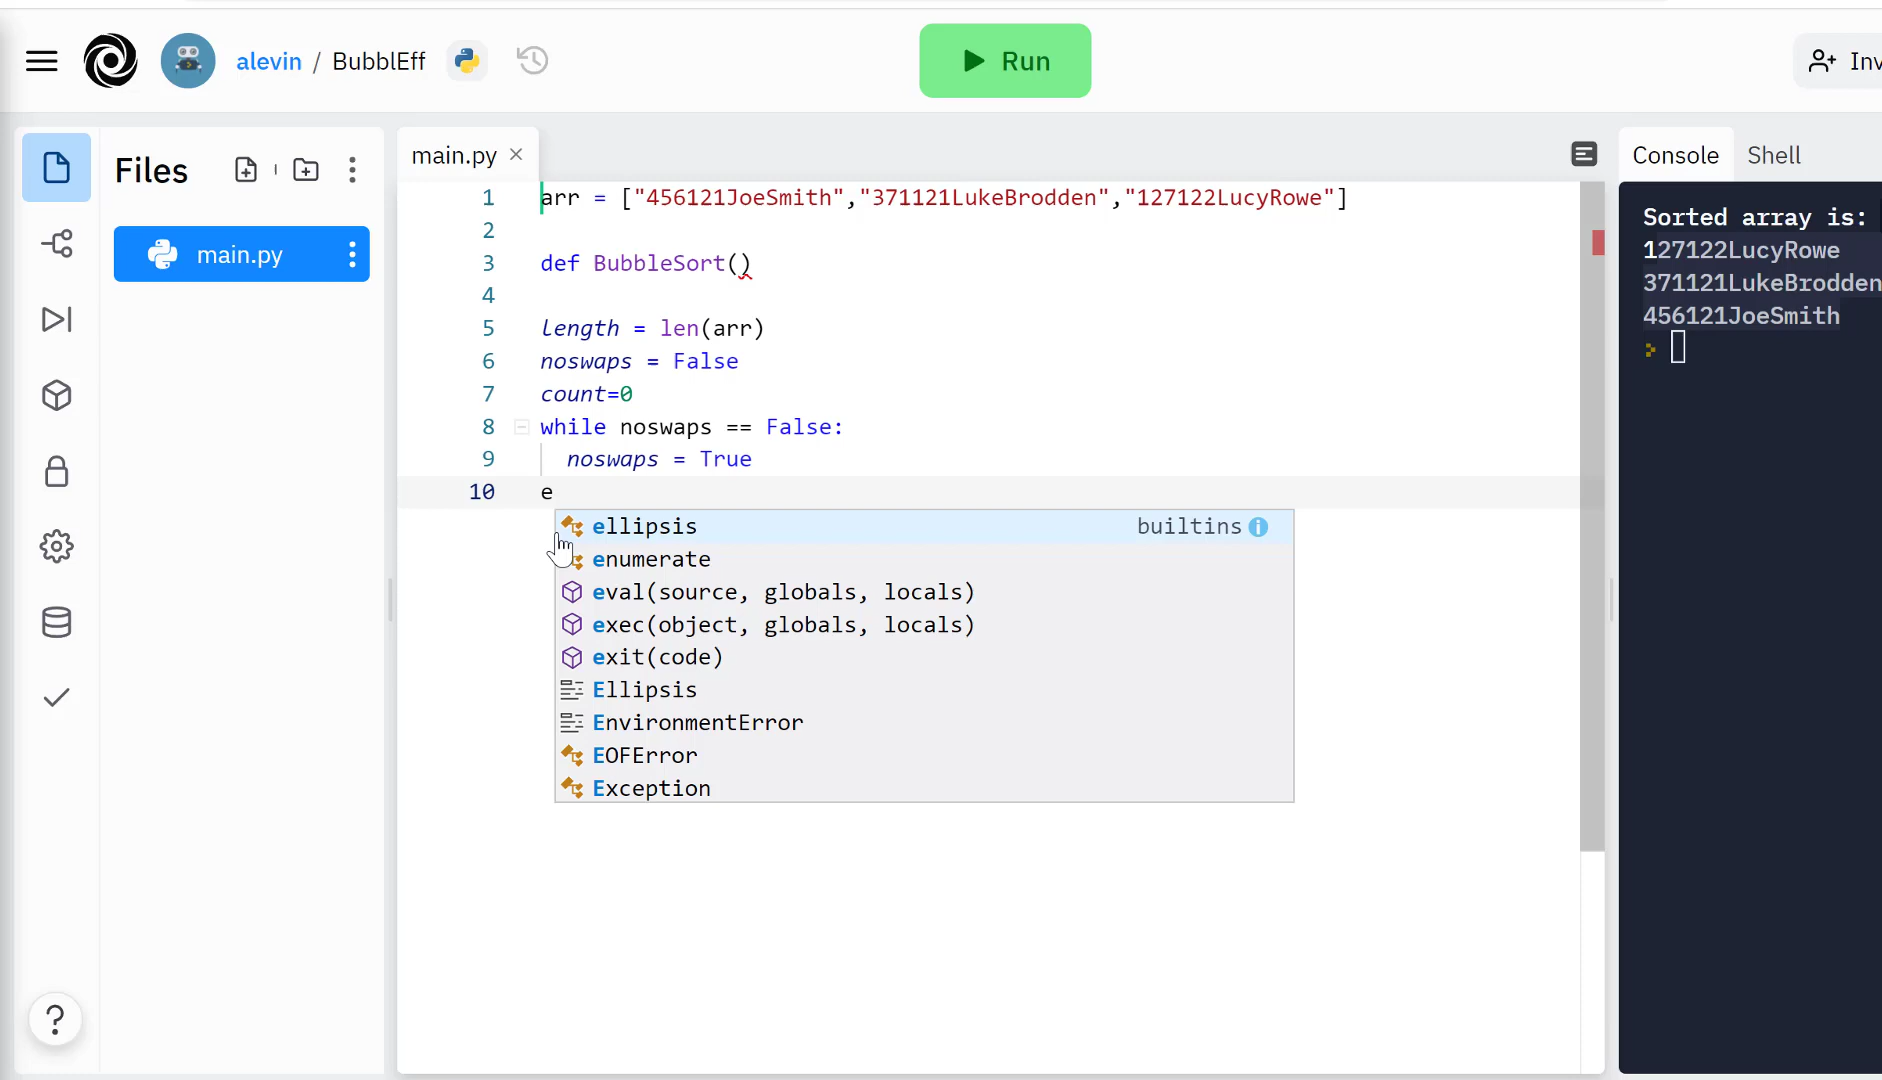 alevin / BubblEff
Run
Inv
Files
main.py
main.py
Console
Shell
1 arr = ["456121JoeSmith","371121LukeBrodden","127122LucyRowe"]
2
3 def BubbleSort()
4
5 length = len(arr)
6 noswaps = False
7 count=0
8 while noswaps == False:
9 noswaps = True
10 e
ellipsis builtins
enumerate
eval(source, globals, locals)
exec(object, globals, locals)
exit(code)
Ellipsis
EnvironmentError
EOFError
Exception
Sorted array is:
127122LucyRowe
371121LukeBrodden
456121JoeSmith
>
?